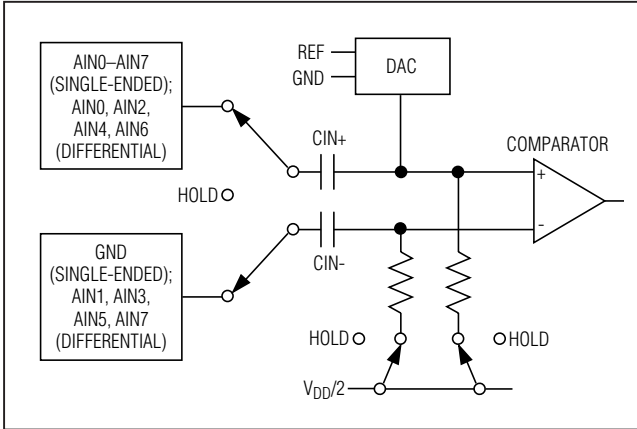 AIN0–AIN7
(SINGLE-ENDED);
AIN0, AIN2,
AIN4, AIN6
(DIFFERENTIAL)
REF
GND
DAC
CIN+
COMPARATOR
HOLD
+
-
GND
(SINGLE-ENDED);
AIN1, AIN3,
AIN5, AIN7
(DIFFERENTIAL)
CIN-
HOLD
HOLD
VDD/2